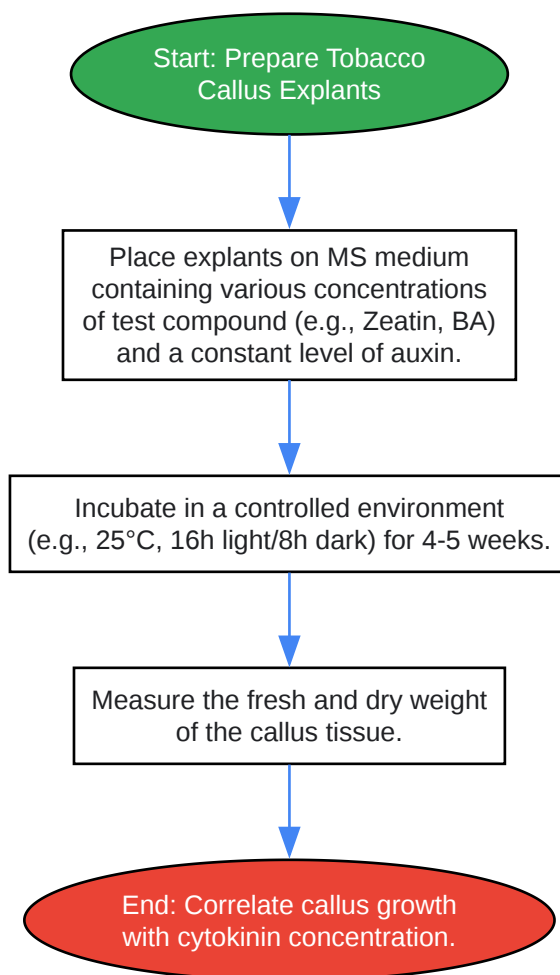 Start: Prepare Tobacco
Callus Explants
Place explants on MS medium
containing various concentrations
of test compound (e.g., Zeatin, BA)
and a constant level of auxin.
Incubate in a controlled environment
(e.g., 25°C, 16h light/8h dark) for 4-5 weeks.
Measure the fresh and dry weight
of the callus tissue.
End: Correlate callus growth
with cytokinin concentration.